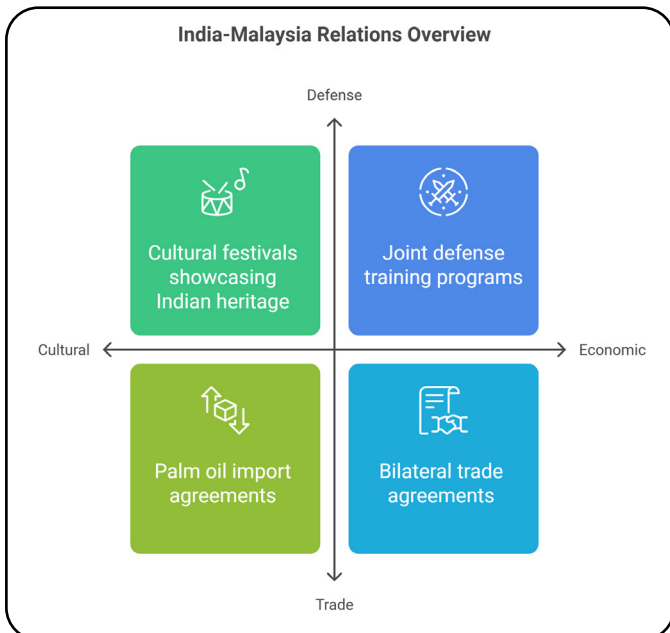 India-Malaysia Relations Overview
Defense
Cultural festivals
showcasing
Indian heritage
Joint defense
training programs
Cultural
Economic
Palm oil import
agreements
Bilateral trade
agreements
Trade